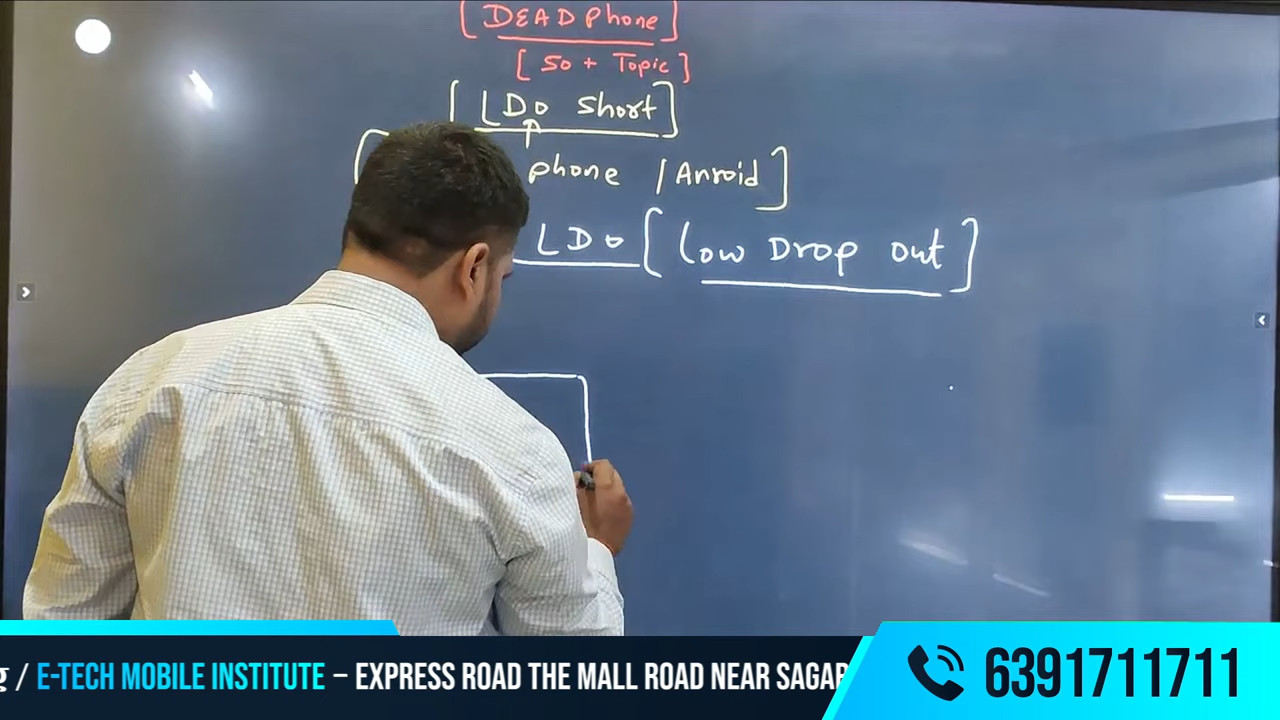 [ DEAD Phone ]
[ 50 + Topic ]
[ LDO Short ]
[ phone / Anroid ]
LDO [ Low Drop out ]
/ E-TECH MOBILE INSTITUTE – EXPRESS ROAD THE MALL ROAD NEAR SAGAR
6391711711